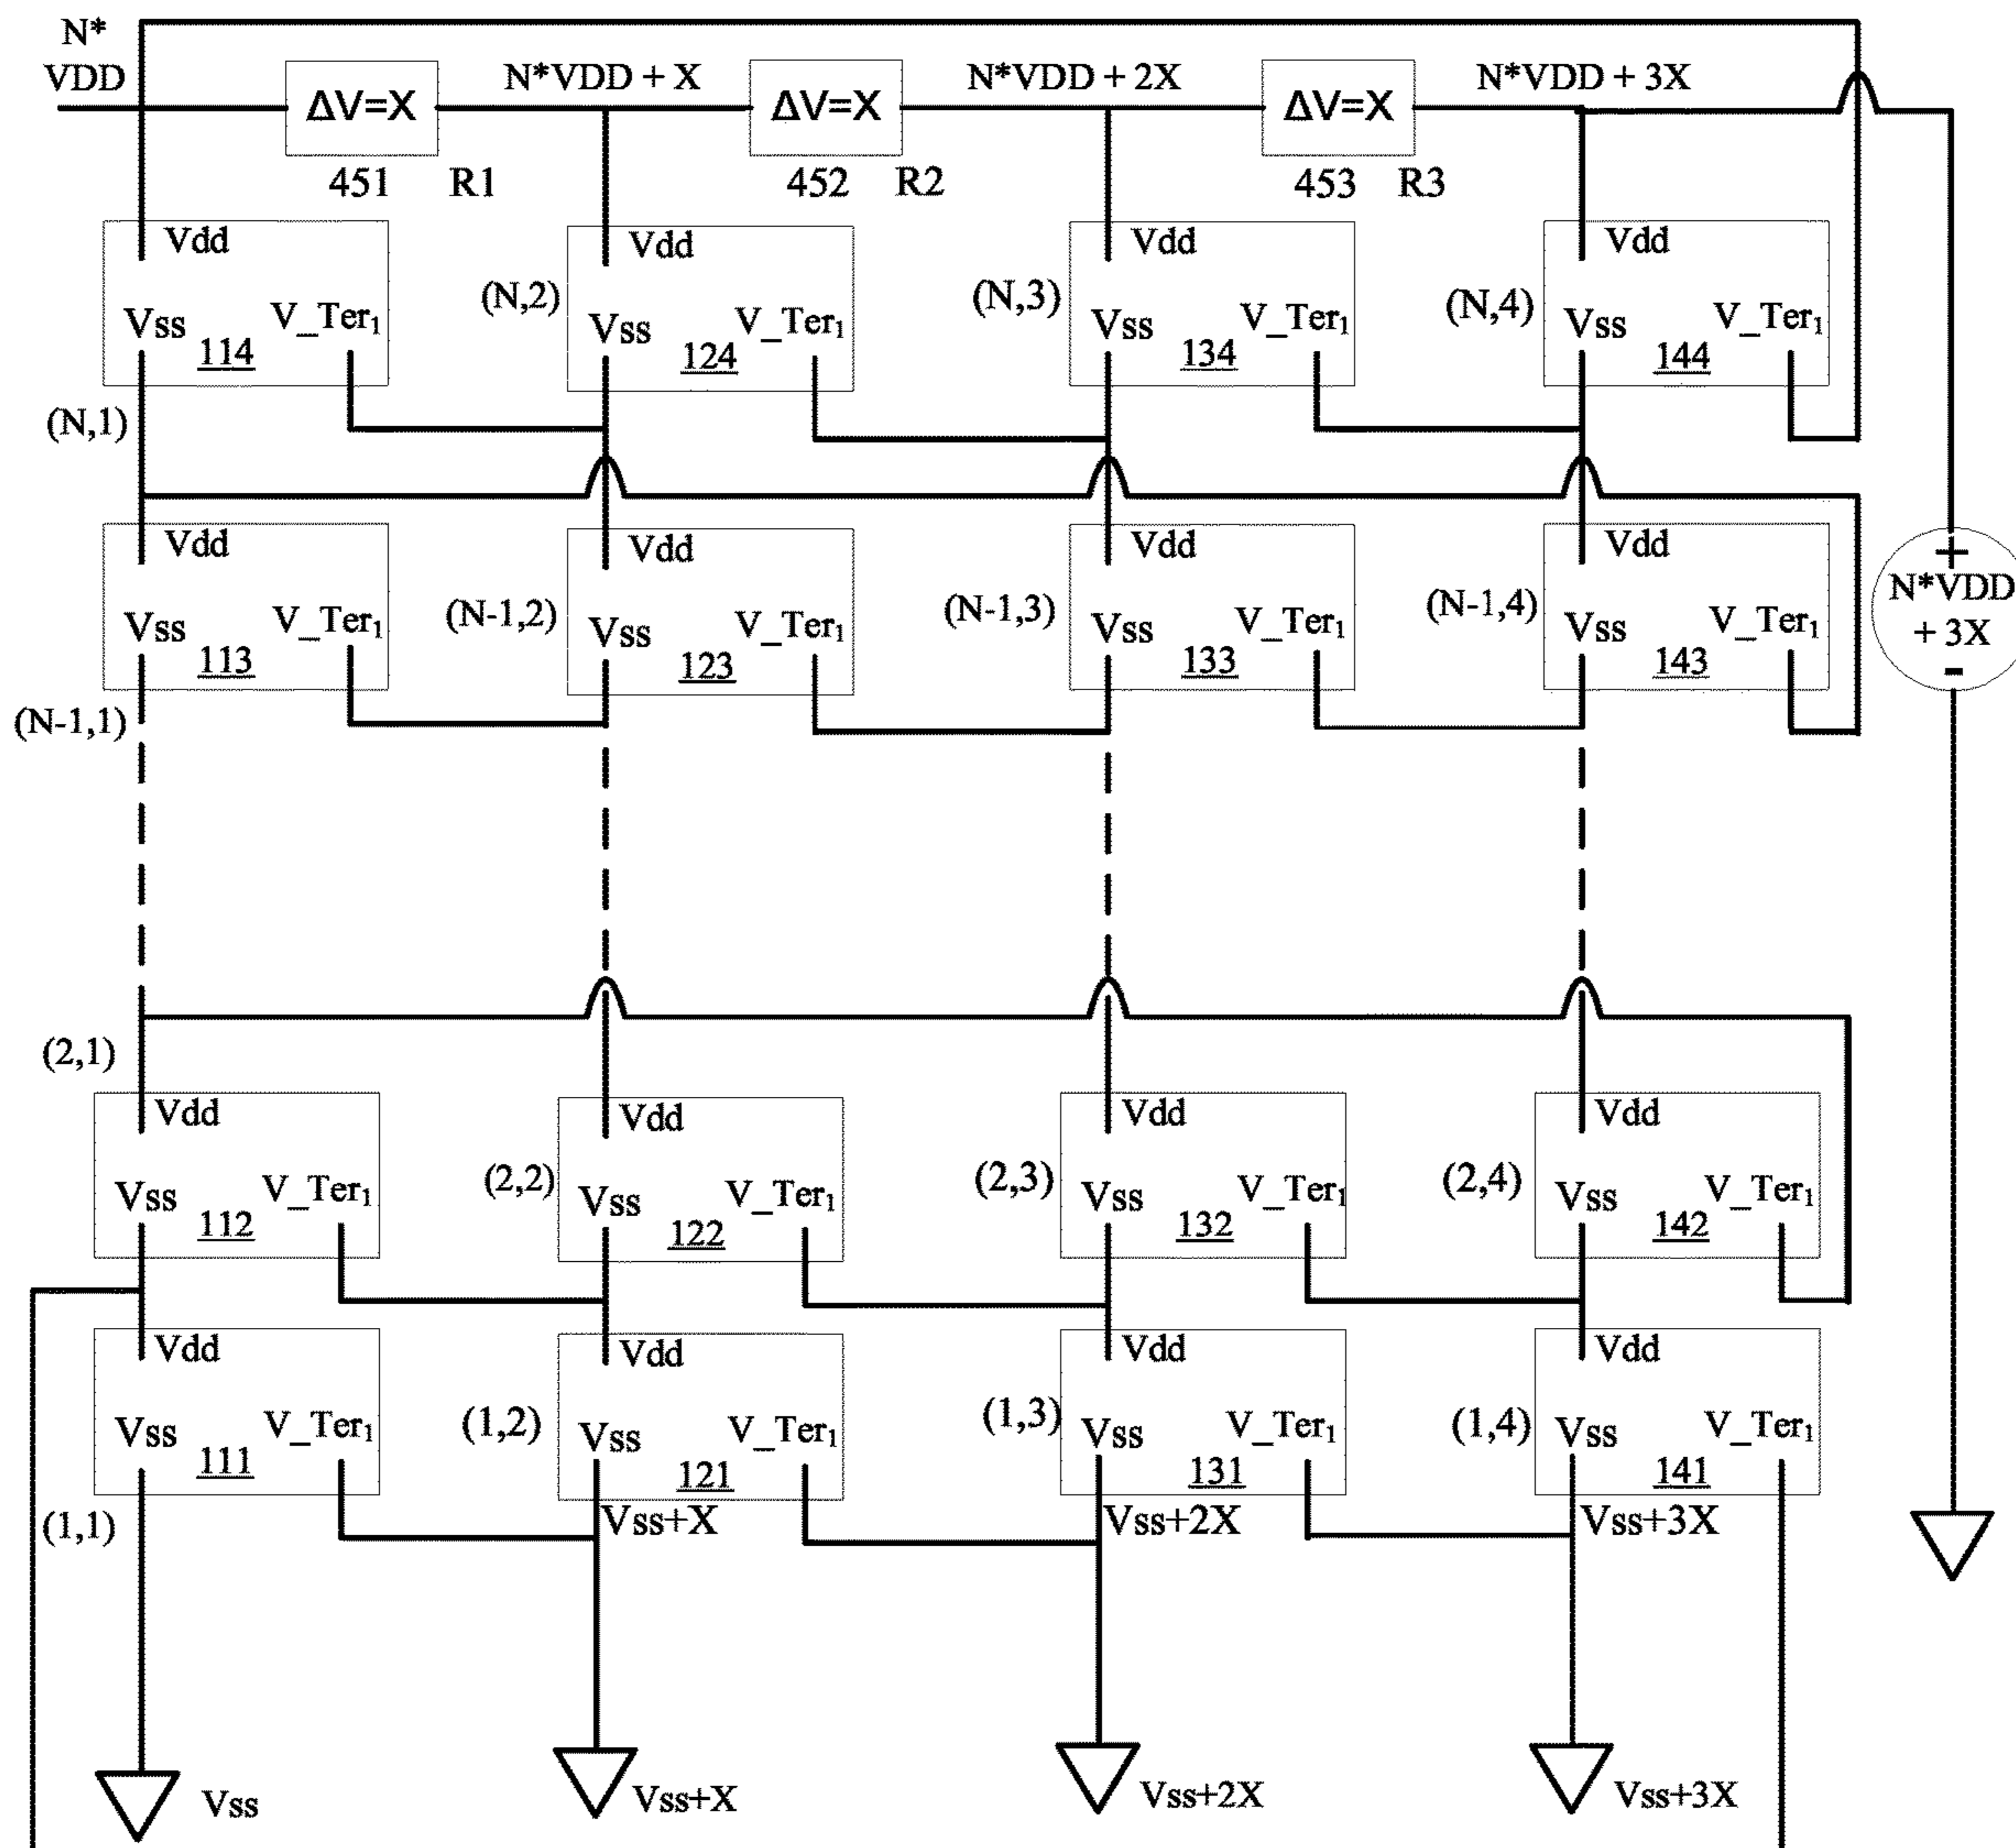 N*
VDD
ΔV=X
N*VDD + X
ΔV=X
N*VDD + 2X
ΔV=X
N*VDD + 3X
451 R1
452 R2
453 R3
Vdd
Vss
V_Ter1
114
(N,1)
(N,2)
Vdd
Vss
V_Ter1
124
(N,3)
Vdd
Vss
V_Ter1
134
(N,4)
Vdd
Vss
V_Ter1
144
Vdd
Vss
V_Ter1
113
(N-1,1)
(N-1,2)
Vdd
Vss
V_Ter1
123
(N-1,3)
Vdd
Vss
V_Ter1
133
(N-1,4)
Vdd
Vss
V_Ter1
143
+
N*VDD
+ 3X
-
(2,1)
Vdd
Vss
V_Ter1
112
(2,2)
Vdd
Vss
V_Ter1
122
(2,3)
Vdd
Vss
V_Ter1
132
(2,4)
Vdd
Vss
V_Ter1
142
Vdd
Vss
V_Ter1
111
(1,1)
(1,2)
Vdd
Vss
V_Ter1
121
Vss+X
(1,3)
Vdd
Vss
V_Ter1
131
Vss+2X
(1,4)
Vdd
Vss
V_Ter1
141
Vss+3X
Vss
Vss+X
Vss+2X
Vss+3X